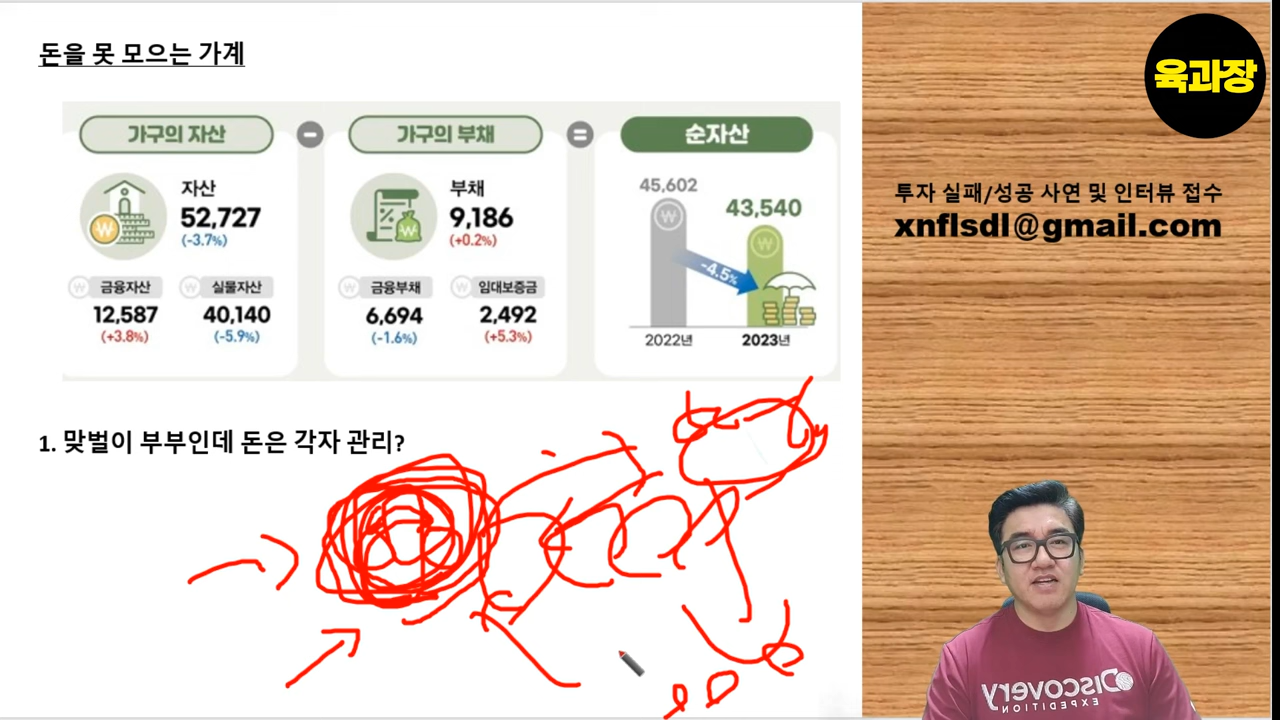 돈을 못 모으는 가계
육과장
가구의 자산
가구의 부채
순자산
자산
52,727
(-3.7%)
부채
9,186
(+0.2%)
45,602
43,540
-4.5%
금융자산
12,587
(+3.8%)
실물자산
40,140
(-5.9%)
금융부채
6,694
(-1.6%)
임대보증금
2,492
(+5.3%)
2022년
2023년
투자 실패/성공 사연 및 인터뷰 접수
xnflsdl@gmail.com
1. 맞벌이 부부인데 돈은 각자 관리?
Discovery
EXPEDITION